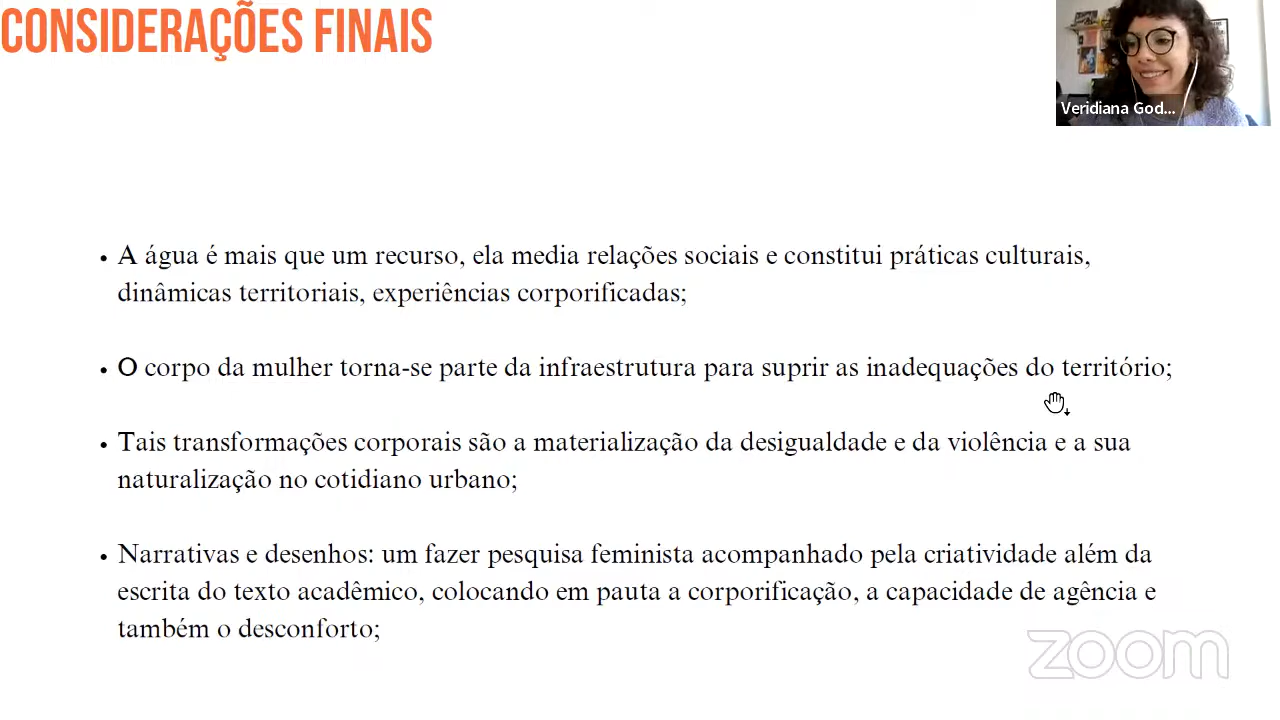 CONSIDERAÇÕES FINAIS
Veridiana God...
• A água é mais que um recurso, ela media relações sociais e constitui práticas culturais,
dinâmicas territoriais, experiências corporificadas;
• O corpo da mulher torna-se parte da infraestrutura para suprir as inadequações do território;
• Tais transformações corporais são a materialização da desigualdade e da violência e a sua
naturalização no cotidiano urbano;
• Narrativas e desenhos: um fazer pesquisa feminista acompanhado pela criatividade além da
escrita do texto acadêmico, colocando em pauta a corporificação, a capacidade de agência e
também o desconforto;
zoom